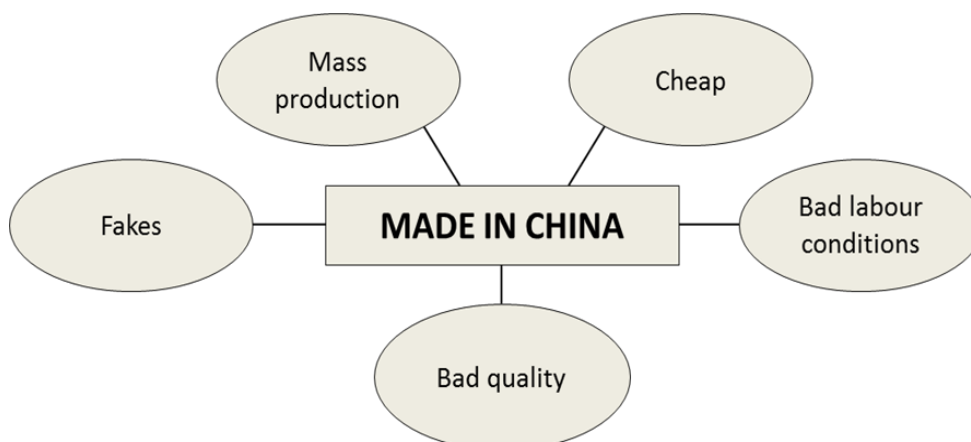 Mass
production
Cheap
Fakes
MADE IN CHINA
Bad labour
conditions
Bad quality